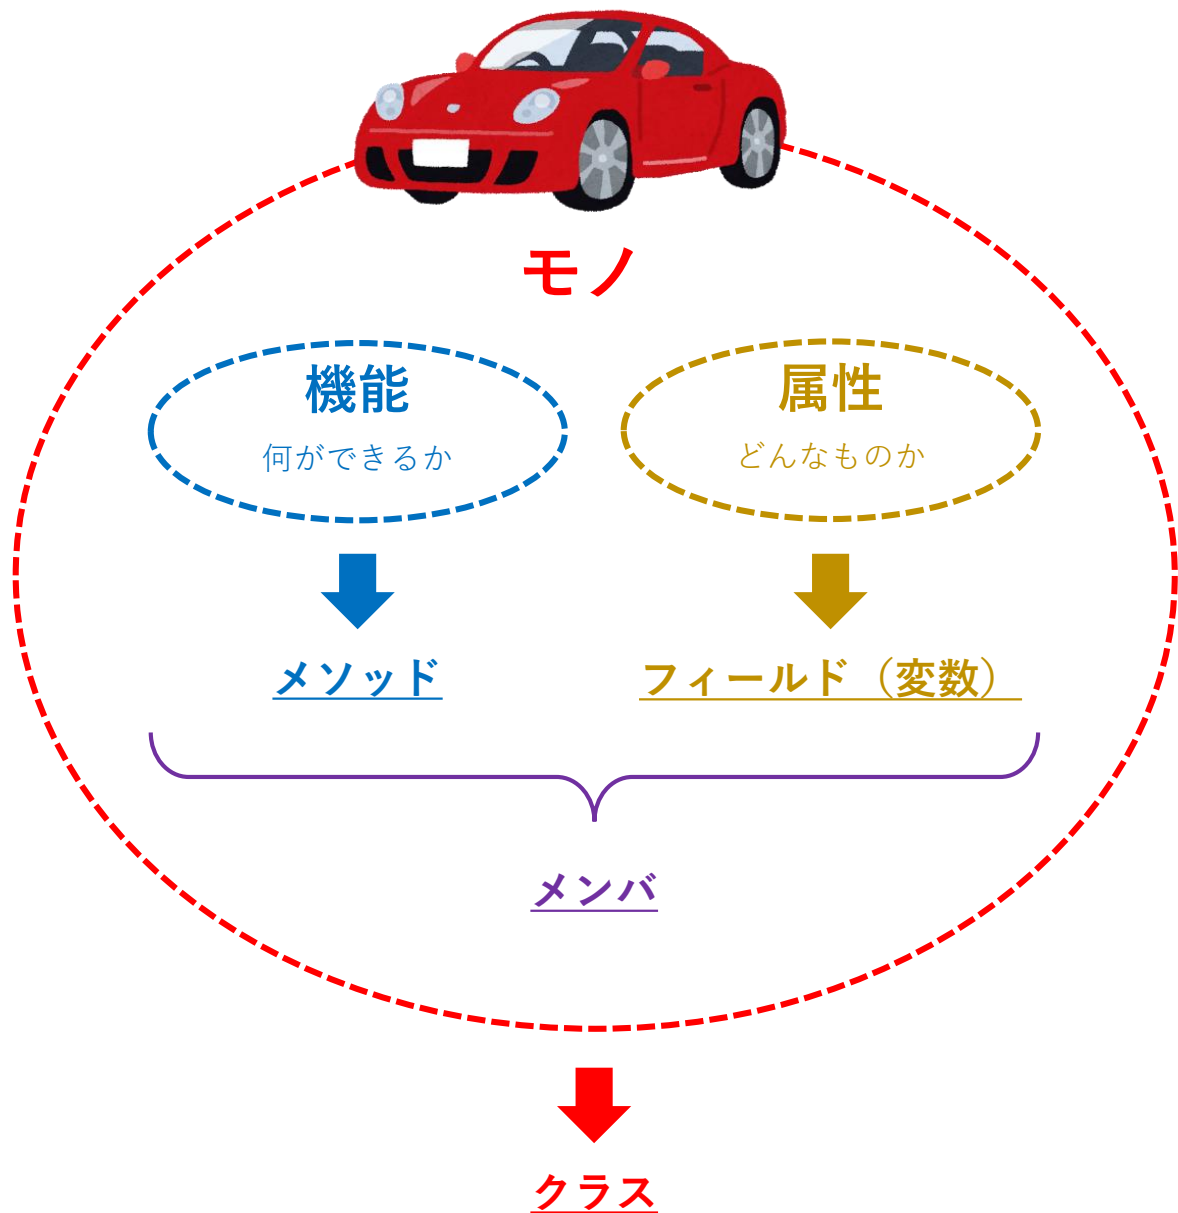 モノ
機能
何ができるか
属性
どんなものか
メソッド
フィールド（変数）
メンバ
クラス